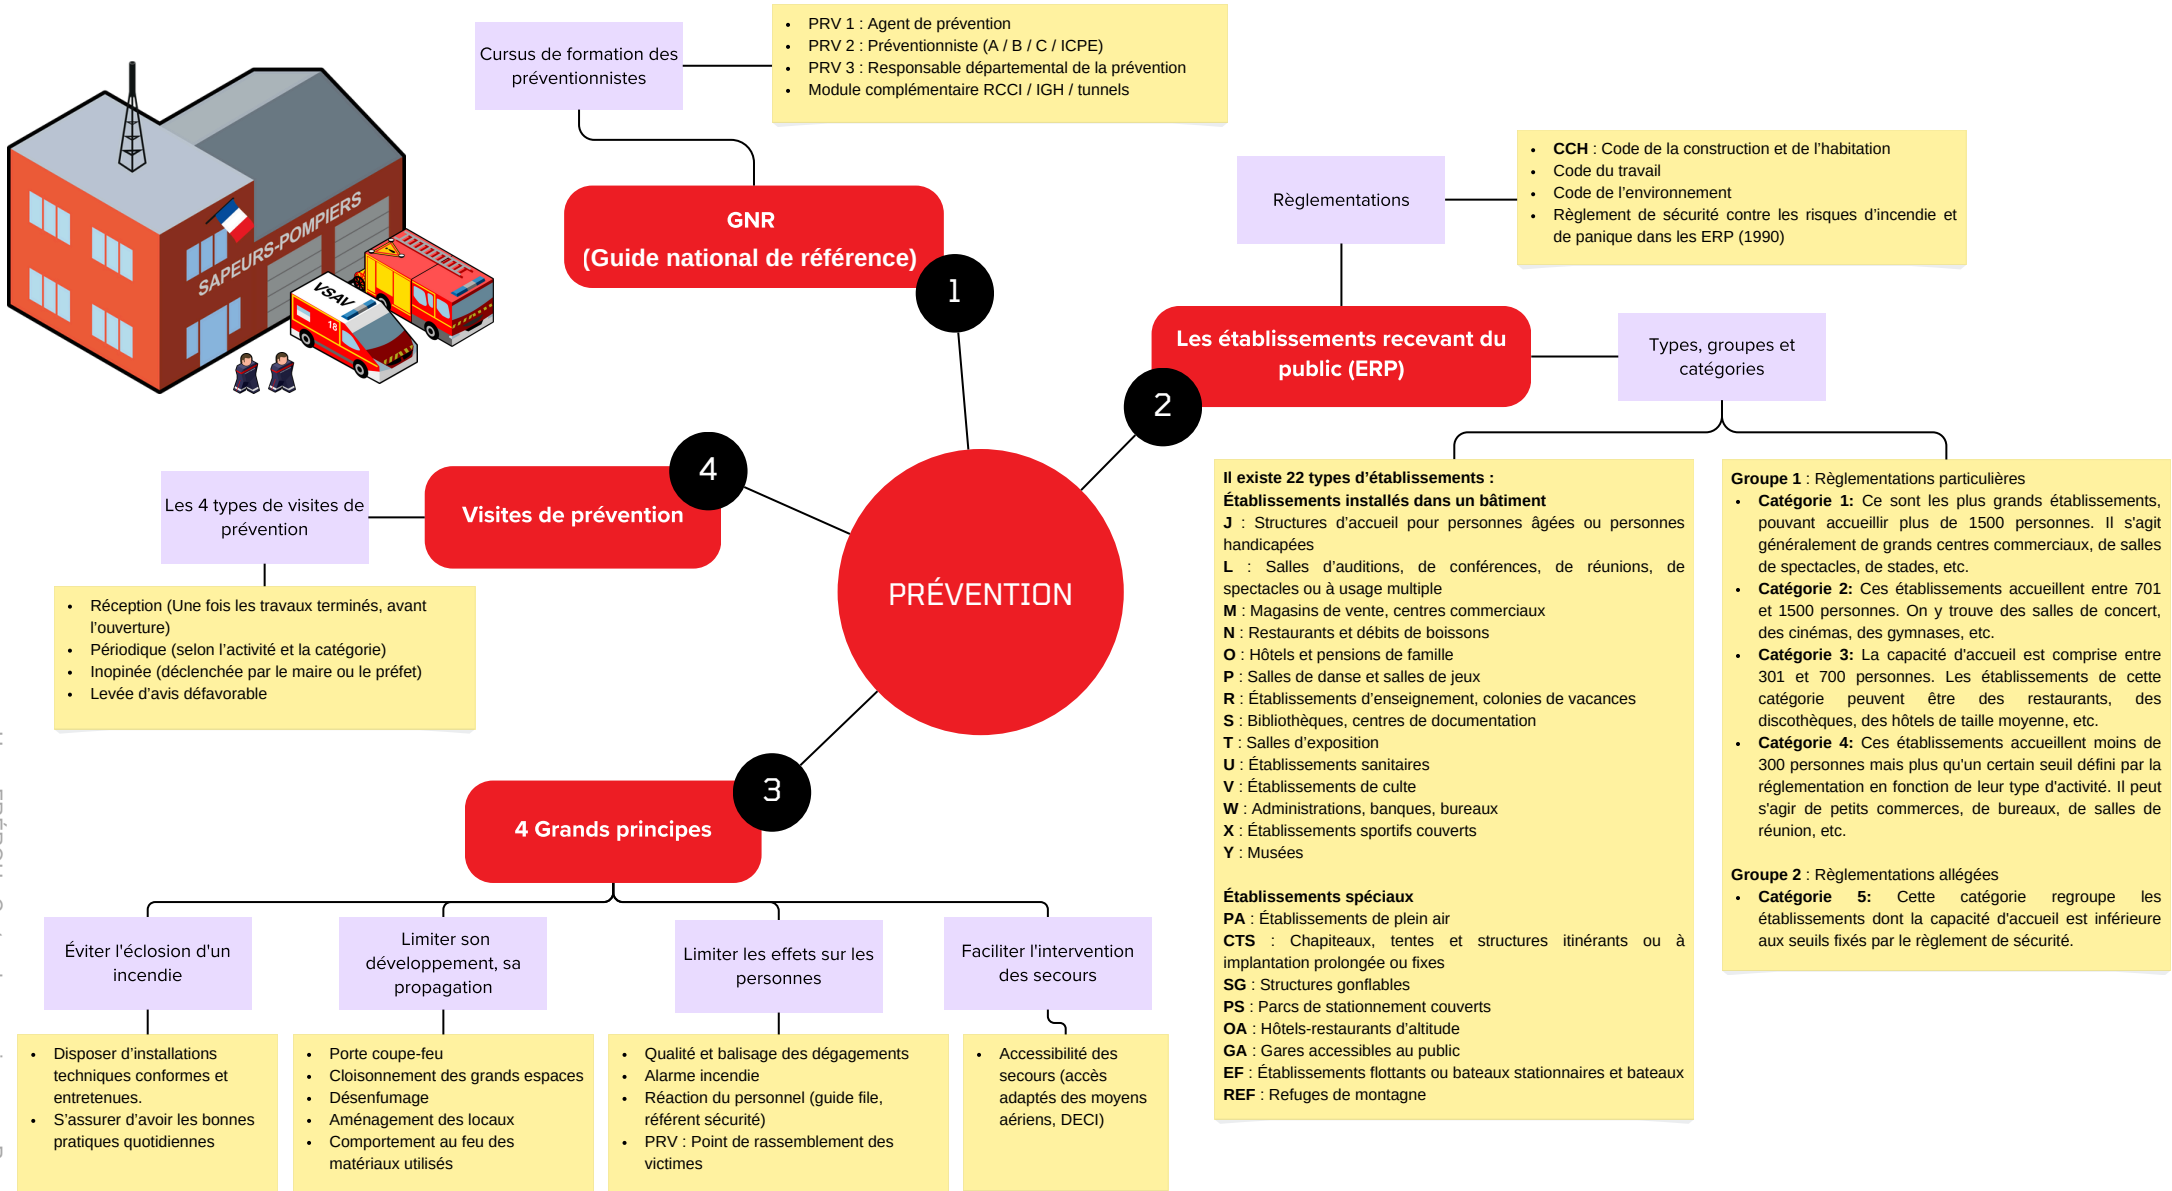 Cursus de formation des
préventionnistes
• PRV 1 : Agent de prévention
• PRV 2 : Préventionniste (A / B / C / ICPE)
• PRV 3 : Responsable départemental de la prévention
• Module complémentaire RCCI / IGH / tunnels
SAPEURS-POMPIERS
VSAV
18
GNR
(Guide national de référence)
1
Règlementations
• CCH : Code de la construction et de l'habitation
• Code du travail
• Code de l'environnement
• Règlement de sécurité contre les risques d'incendie et
de panique dans les ERP (1990)
Les établissements recevant du
public (ERP)
2
Types, groupes et
catégories
Il existe 22 types d'établissements :
Établissements installés dans un bâtiment
J : Structures d'accueil pour personnes âgées ou personnes
handicapées
L : Salles d'auditions, de conférences, de réunions, de
spectacles ou à usage multiple
M : Magasins de vente, centres commerciaux
N : Restaurants et débits de boissons
O : Hôtels et pensions de famille
P : Salles de danse et salles de jeux
R : Établissements d'enseignement, colonies de vacances
S : Bibliothèques, centres de documentation
T : Salles d'exposition
U : Établissements sanitaires
V : Établissements de culte
W : Administrations, banques, bureaux
X : Établissements sportifs couverts
Y : Musées
Établissements spéciaux
PA : Établissements de plein air
CTS : Chapiteaux, tentes et structures itinérants ou à
implantation prolongée ou fixes
SG : Structures gonflables
PS : Parcs de stationnement couverts
OA : Hôtels-restaurants d'altitude
GA : Gares accessibles au public
EF : Établissements flottants ou bateaux stationnaires et bateaux
REF : Refuges de montagne
Groupe 1 : Règlementations particulières
• Catégorie 1: Ce sont les plus grands établissements,
pouvant accueillir plus de 1500 personnes. Il s'agit
généralement de grands centres commerciaux, de salles
de spectacles, de stades, etc.
• Catégorie 2: Ces établissements accueillent entre 701
et 1500 personnes. On y trouve des salles de concert,
des cinémas, des gymnases, etc.
• Catégorie 3: La capacité d'accueil est comprise entre
301 et 700 personnes. Les établissements de cette
catégorie peuvent être des restaurants, des
discothèques, des hôtels de taille moyenne, etc.
• Catégorie 4: Ces établissements accueillent moins de
300 personnes mais plus qu'un certain seuil défini par la
réglementation en fonction de leur type d'activité. Il peut
s'agir de petits commerces, de bureaux, de salles de
réunion, etc.
Groupe 2 : Règlementations allégées
• Catégorie 5: Cette catégorie regroupe les
établissements dont la capacité d'accueil est inférieure
aux seuils fixés par le règlement de sécurité.
PRÉVENTION
4
Visites de prévention
Les 4 types de visites de
prévention
• Réception (Une fois les travaux terminés, avant
l'ouverture)
• Périodique (selon l'activité et la catégorie)
• Inopinée (déclenchée par le maire ou le préfet)
• Levée d'avis défavorable
3
4 Grands principes
Éviter l'éclosion d'un
incendie
• Disposer d'installations
techniques conformes et
entretenues.
• S'assurer d'avoir les bonnes
pratiques quotidiennes
Limiter son
développement, sa
propagation
• Porte coupe-feu
• Cloisonnement des grands espaces
• Désenfumage
• Aménagement des locaux
• Comportement au feu des
matériaux utilisés
Limiter les effets sur les
personnes
• Qualité et balisage des dégagements
• Alarme incendie
• Réaction du personnel (guide file,
référent sécurité)
• PRV : Point de rassemblement des
victimes
Faciliter l'intervention
des secours
• Accessibilité des
secours (accès
adaptés des moyens
aériens, DECI)